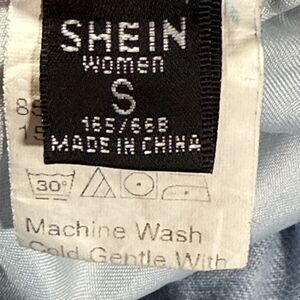 SHEIN
women
S
165/66B
MADE IN CHINA
30°
Machine Wash
Cold Gentle With